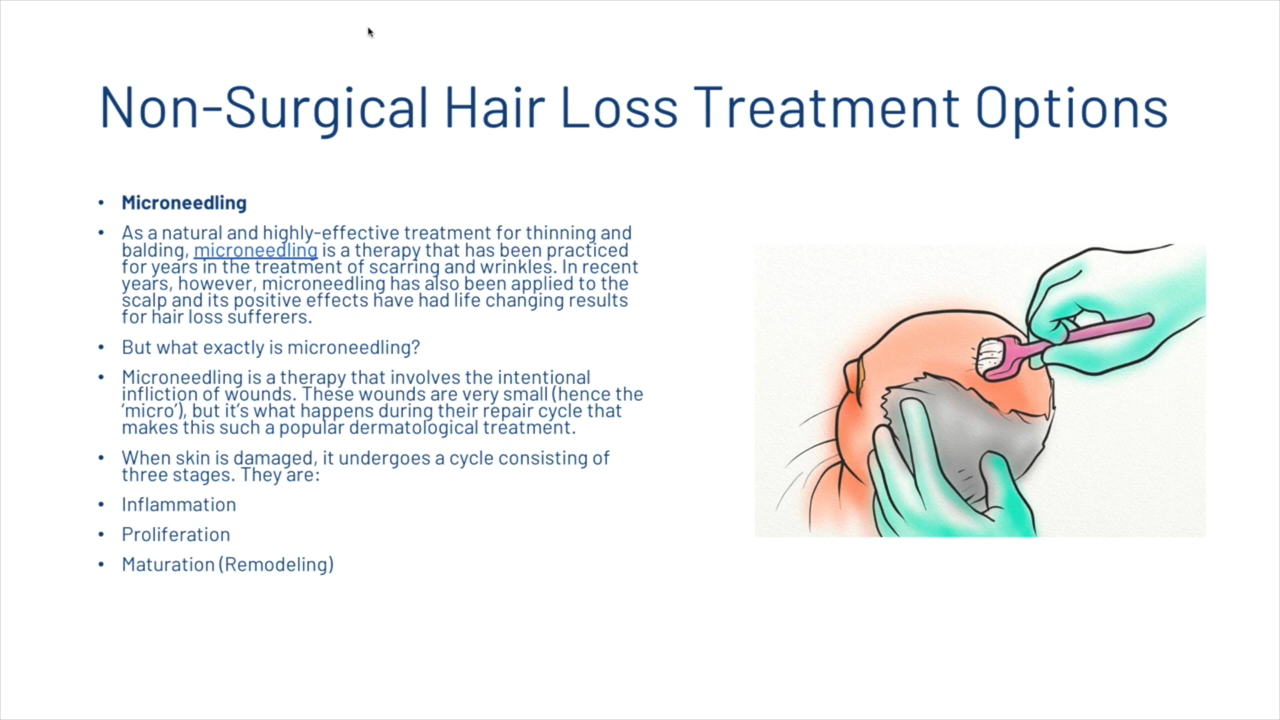 Non-Surgical Hair Loss Treatment Options
• Microneedling
• As a natural and highly-effective treatment for thinning and
balding, microneedling is a therapy that has been practiced
for years in the treatment of scarring and wrinkles. In recent
years, however, microneedling has also been applied to the
scalp and its positive effects have had life changing results
for hair loss sufferers.
• But what exactly is microneedling?
• Microneedling is a therapy that involves the intentional
infliction of wounds. These wounds are very small (hence the
‘micro’), but it’s what happens during their repair cycle that
makes this such a popular dermatological treatment.
• When skin is damaged, it undergoes a cycle consisting of
three stages. They are:
• Inflammation
• Proliferation
• Maturation (Remodeling)